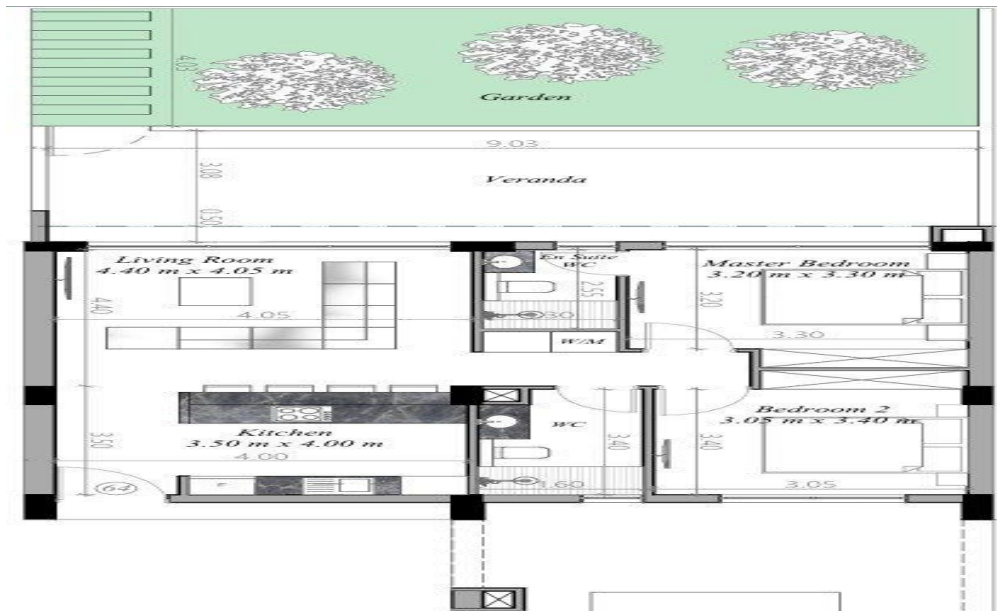 4.03
Garden
9.03
3.08
Veranda
0.50
Living Room
4.40 m x 4.05 m
En Suite
WC
Master Bedroom
3.20 m x 3.30 m
4.40
4.05
2.55
.30
3.20
3.30
W/M
Kitchen
3.50 m x 4.00 m
3.50
4.00
WC
3.40
1.60
Bedroom 2
3.05 m x 3.40 m
3.40
3.05
64
F